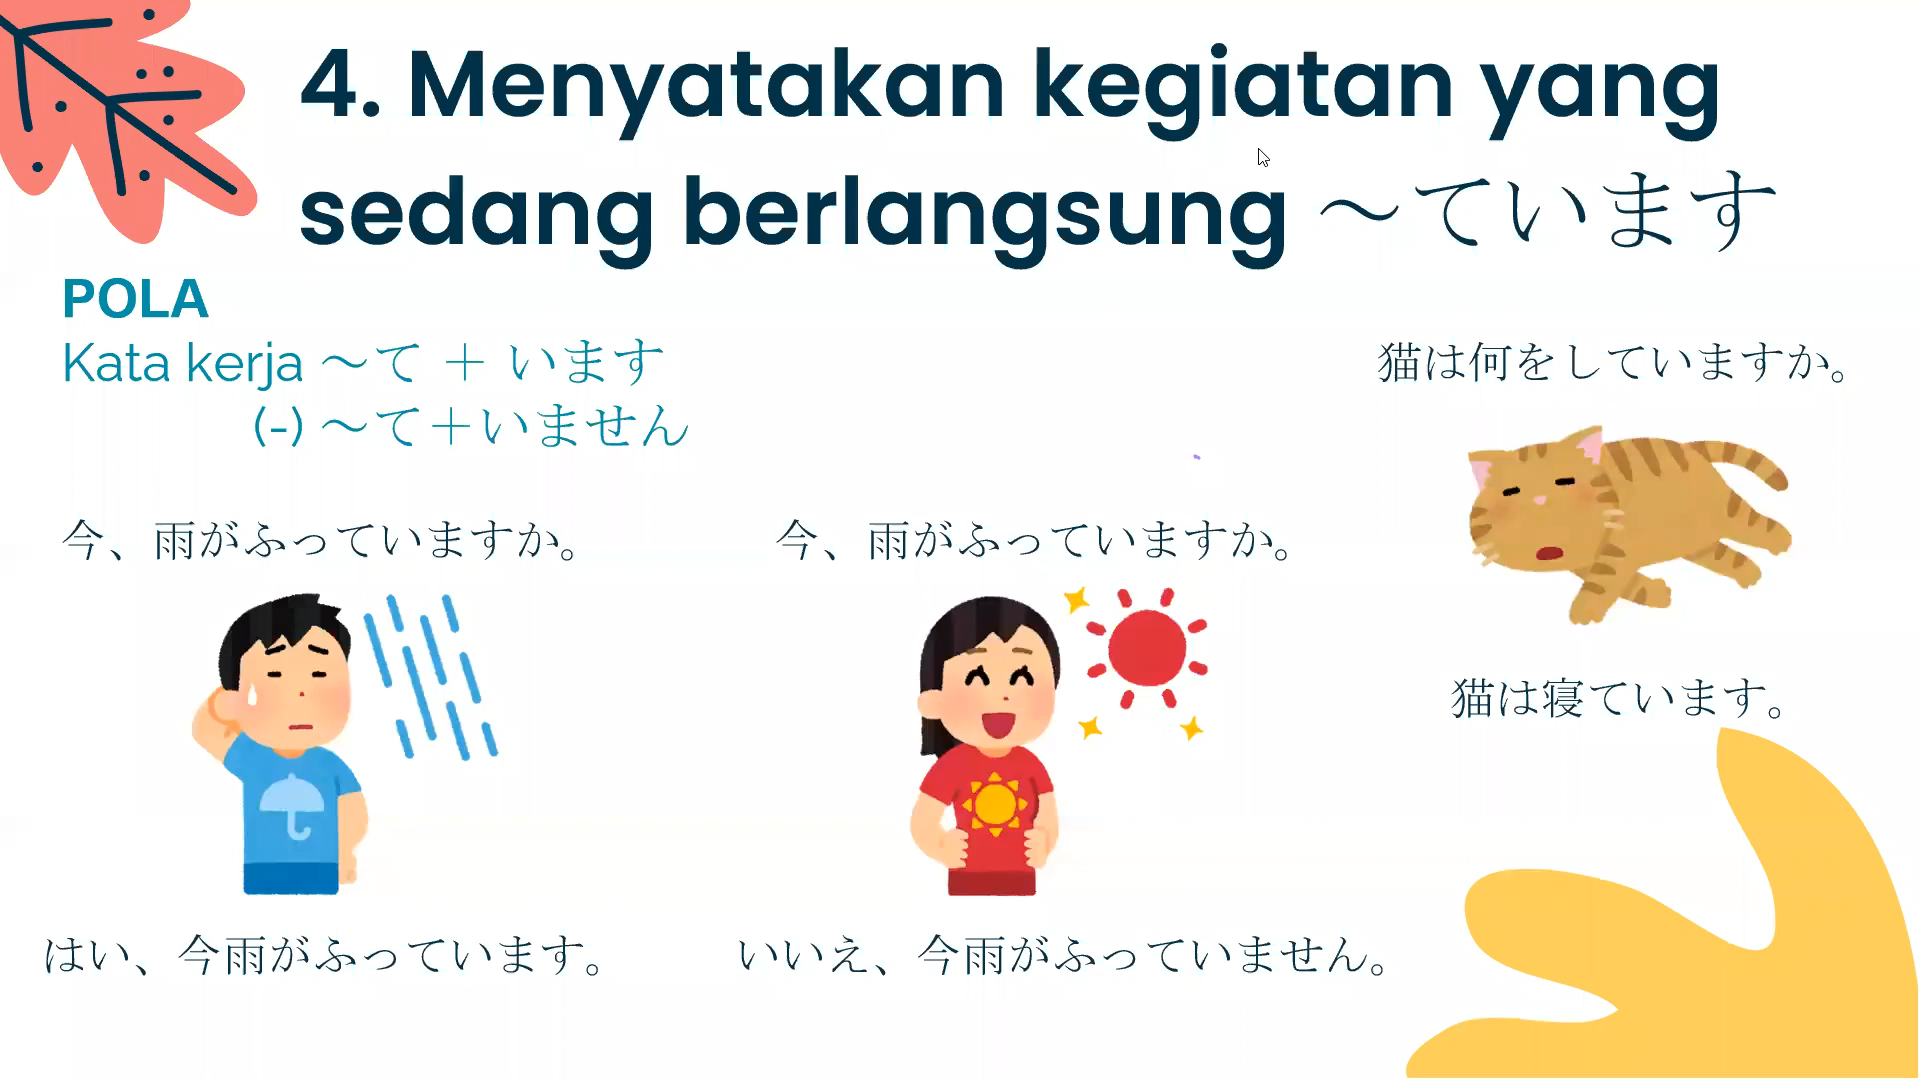 4. Menyatakan kegiatan yang
sedang berlangsung ～ています
POLA
Kata kerja ～て ＋ います
(-) ～て＋いません
今、雨がふっていますか。
はい、今雨がふっています。
今、雨がふっていますか。
いいえ、今雨がふっていません。
猫は何をしていますか。
猫は寝ています。